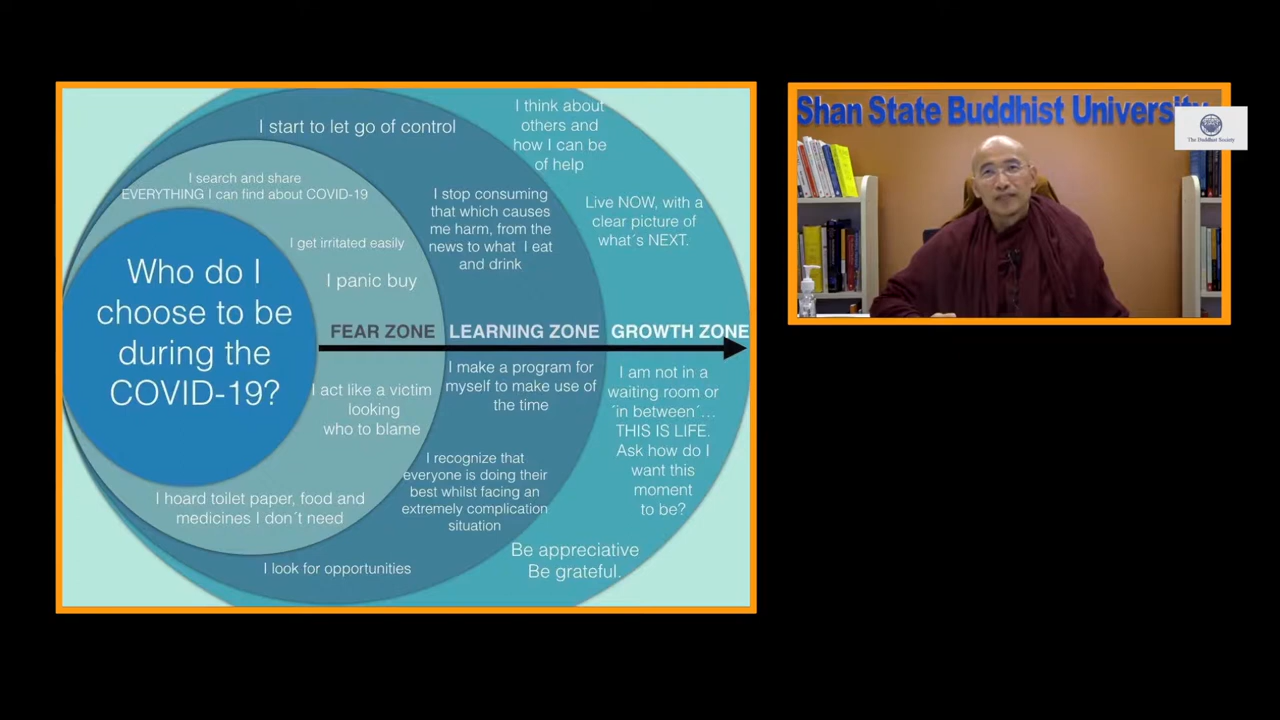 I think about
others and
how I can be
of help
I start to let go of control
I search and share
EVERYTHING I can find about COVID-19
I stop consuming
that which causes
me harm, from the
news to what I eat
and drink
Live NOW, with a
clear picture of
what´s NEXT.
I get irritated easily
I panic buy
Who do I
choose to be
during the
COVID-19?
FEAR ZONE
LEARNING ZONE
GROWTH ZONE
I act like a victim
looking
who to blame
I make a program for
myself to make use of
the time
I am not in a
waiting room or
´in between´...
THIS IS LIFE.
Ask how do I
want this
moment
to be?
I recognize that
everyone is doing their
best whilst facing an
extremely complication
situation
I hoard toilet paper, food and
medicines I don´t need
I look for opportunities
Be appreciative
Be grateful.
Shan State Buddhist University
The Buddhist Society